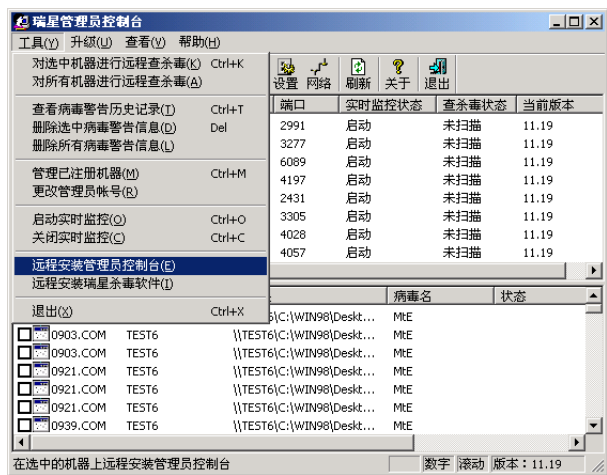 瑞星管理员控制台
工具(Y) 升级(U) 查看(V) 帮助(H)
对选中机器进行远程查杀毒(K) Ctrl+K
对所有机器进行远程查杀毒(A)
查看病毒警告历史记录(T) Ctrl+T
删除选中病毒警告信息(D) Del
删除所有病毒警告信息(L)
管理已注册机器(M) Ctrl+M
更改管理员帐号(R)
启动实时监控(O) Ctrl+O
关闭实时监控(C) Ctrl+C
远程安装管理员控制台(E)
远程安装瑞星杀毒软件(I)
退出(X) Ctrl+X
设置 网络 刷新 关于 退出
端口 实时监控状态 查杀毒状态 当前版本
2991 启动 未扫描 11.19
3277 启动 未扫描 11.19
6089 启动 未扫描 11.19
4197 启动 未扫描 11.19
2431 启动 未扫描 11.19
3305 启动 未扫描 11.19
4028 启动 未扫描 11.19
4057 启动 未扫描 11.19
病毒名 状态
\C:\WIN98\Deskt... MtE
0903.COM TEST6 \\TEST6\C:\WIN98\Deskt... MtE
0903.COM TEST6 \\TEST6\C:\WIN98\Deskt... MtE
0921.COM TEST6 \\TEST6\C:\WIN98\Deskt... MtE
0921.COM TEST6 \\TEST6\C:\WIN98\Deskt... MtE
0921.COM TEST6 \\TEST6\C:\WIN98\Deskt... MtE
0939.COM TEST6 \\TEST6\C:\WIN98\Deskt... MtE
在选中的机器上远程安装管理员控制台 数字 滚动 版本：11.19